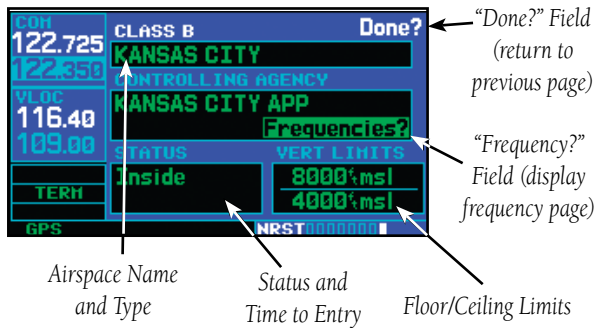 COM
122.725
122.350
VLOC
116.40
109.00
TERM
GPS
CLASS B
Done?
KANSAS CITY
CONTROLLING AGENCY
KANSAS CITY APP
Frequencies?
STATUS
Inside
VERT LIMITS
8000ft msl
4000ft msl
NRST
“Done?” Field
(return to
previous page)
“Frequency?”
Field (display
frequency page)
Airspace Name
and Type
Status and
Time to Entry
Floor/Ceiling Limits